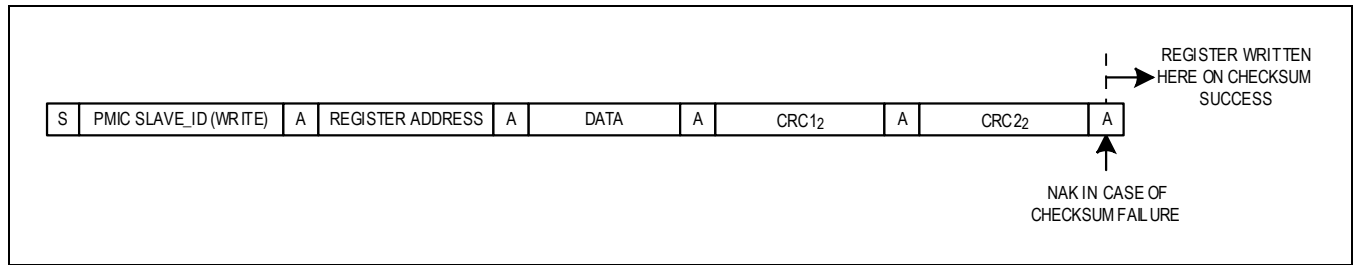 REGISTER WRITTEN
HERE ON CHECKSUM
SUCCESS
S PMIC SLAVE_ID (WRITE) A REGISTER ADDRESS A DATA A CRC1₂ A CRC2₂ A
NAK IN CASE OF
CHECKSUM FAILURE